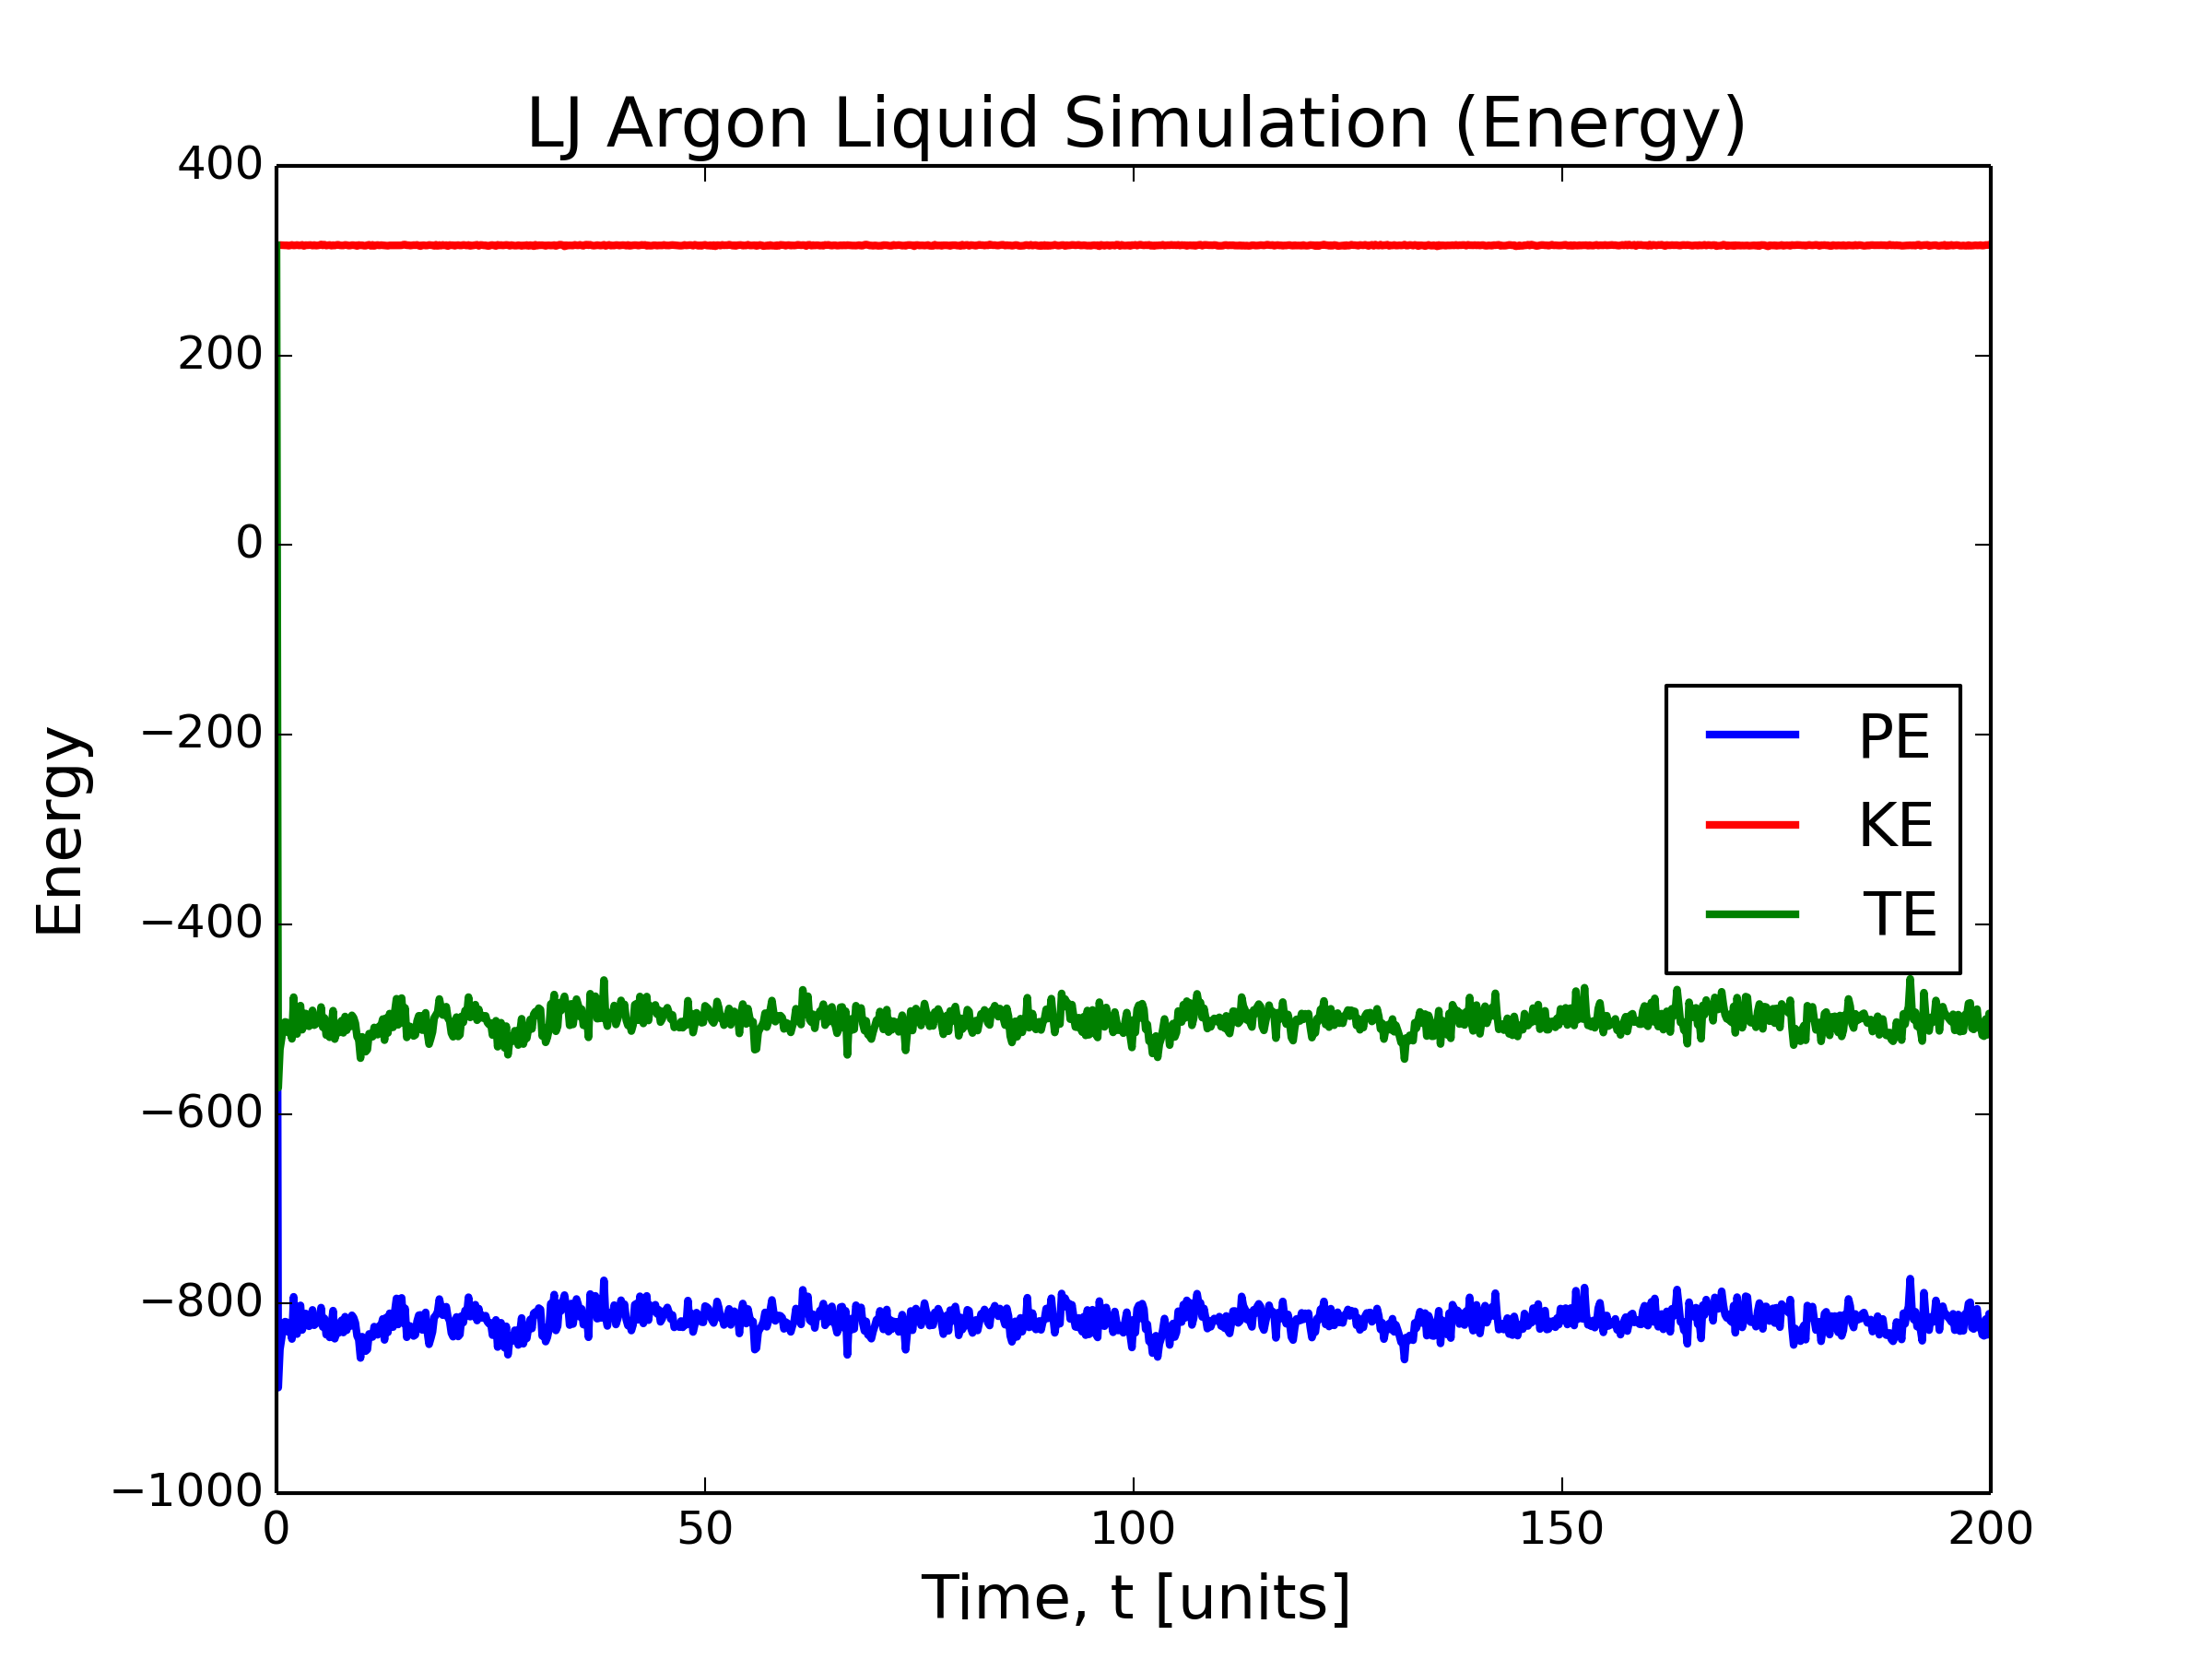 LJ Argon Liquid Simulation (Energy)
400
200
0
−200
−400
−600
−800
−1000
Energy
PE
KE
TE
0 50 100 150 200
Time, t [units]